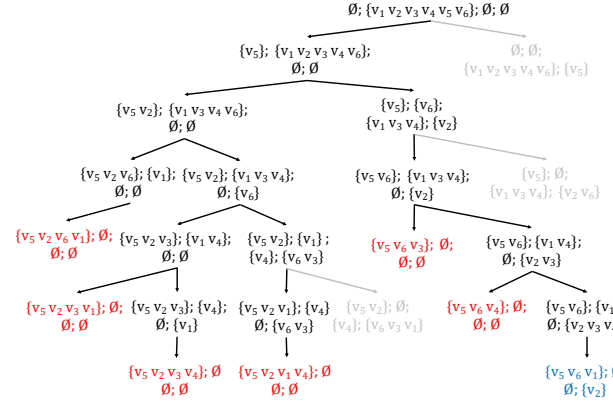 Ø; {v₁ v₂ v₃ v₄ v₅ v₆}; Ø; Ø
{v₅}; {v₁ v₂ v₃ v₄ v₆};
Ø; Ø
Ø; Ø;
{v₁ v₂ v₃ v₄ v₆}; {v₅}
{v₅ v₂}; {v₁ v₃ v₄ v₆};
Ø; Ø
{v₅}; {v₆};
{v₁ v₃ v₄}; {v₂}
{v₅ v₂ v₆}; {v₁};
Ø; Ø
{v₅ v₂}; {v₁ v₃ v₄};
Ø; {v₆}
{v₅ v₆}; {v₁ v₃ v₄};
Ø; {v₂}
{v₅}; Ø;
{v₁ v₃ v₄}; {v₂ v₆}
{v₅ v₂ v₆ v₁}; Ø;
Ø; Ø
{v₅ v₂ v₃}; {v₁ v₄};
Ø; Ø
{v₅ v₂}; {v₁} ;
{v₄}; {v₆ v₃}
{v₅ v₆ v₃}; Ø;
Ø; Ø
{v₅ v₆}; {v₁ v₄};
Ø; {v₂ v₃}
{v₅ v₂ v₃ v₁}; Ø;
Ø; Ø
{v₅ v₂ v₃}; {v₄};
Ø; {v₁}
{v₅ v₂ v₁}; {v₄}
Ø; {v₆ v₃}
{v₅ v₂}; Ø;
{v₄}; {v₆ v₃ v₁}
{v₅ v₆ v₄}; Ø;
Ø; Ø
{v₅ v₆}; {v₁
Ø; {v₂ v₃
{v₅ v₂ v₃ v₄}; Ø
Ø; Ø
{v₅ v₂ v₁ v₄}; Ø
Ø; Ø
{v₅ v₆ v₁};
Ø; {v₂}